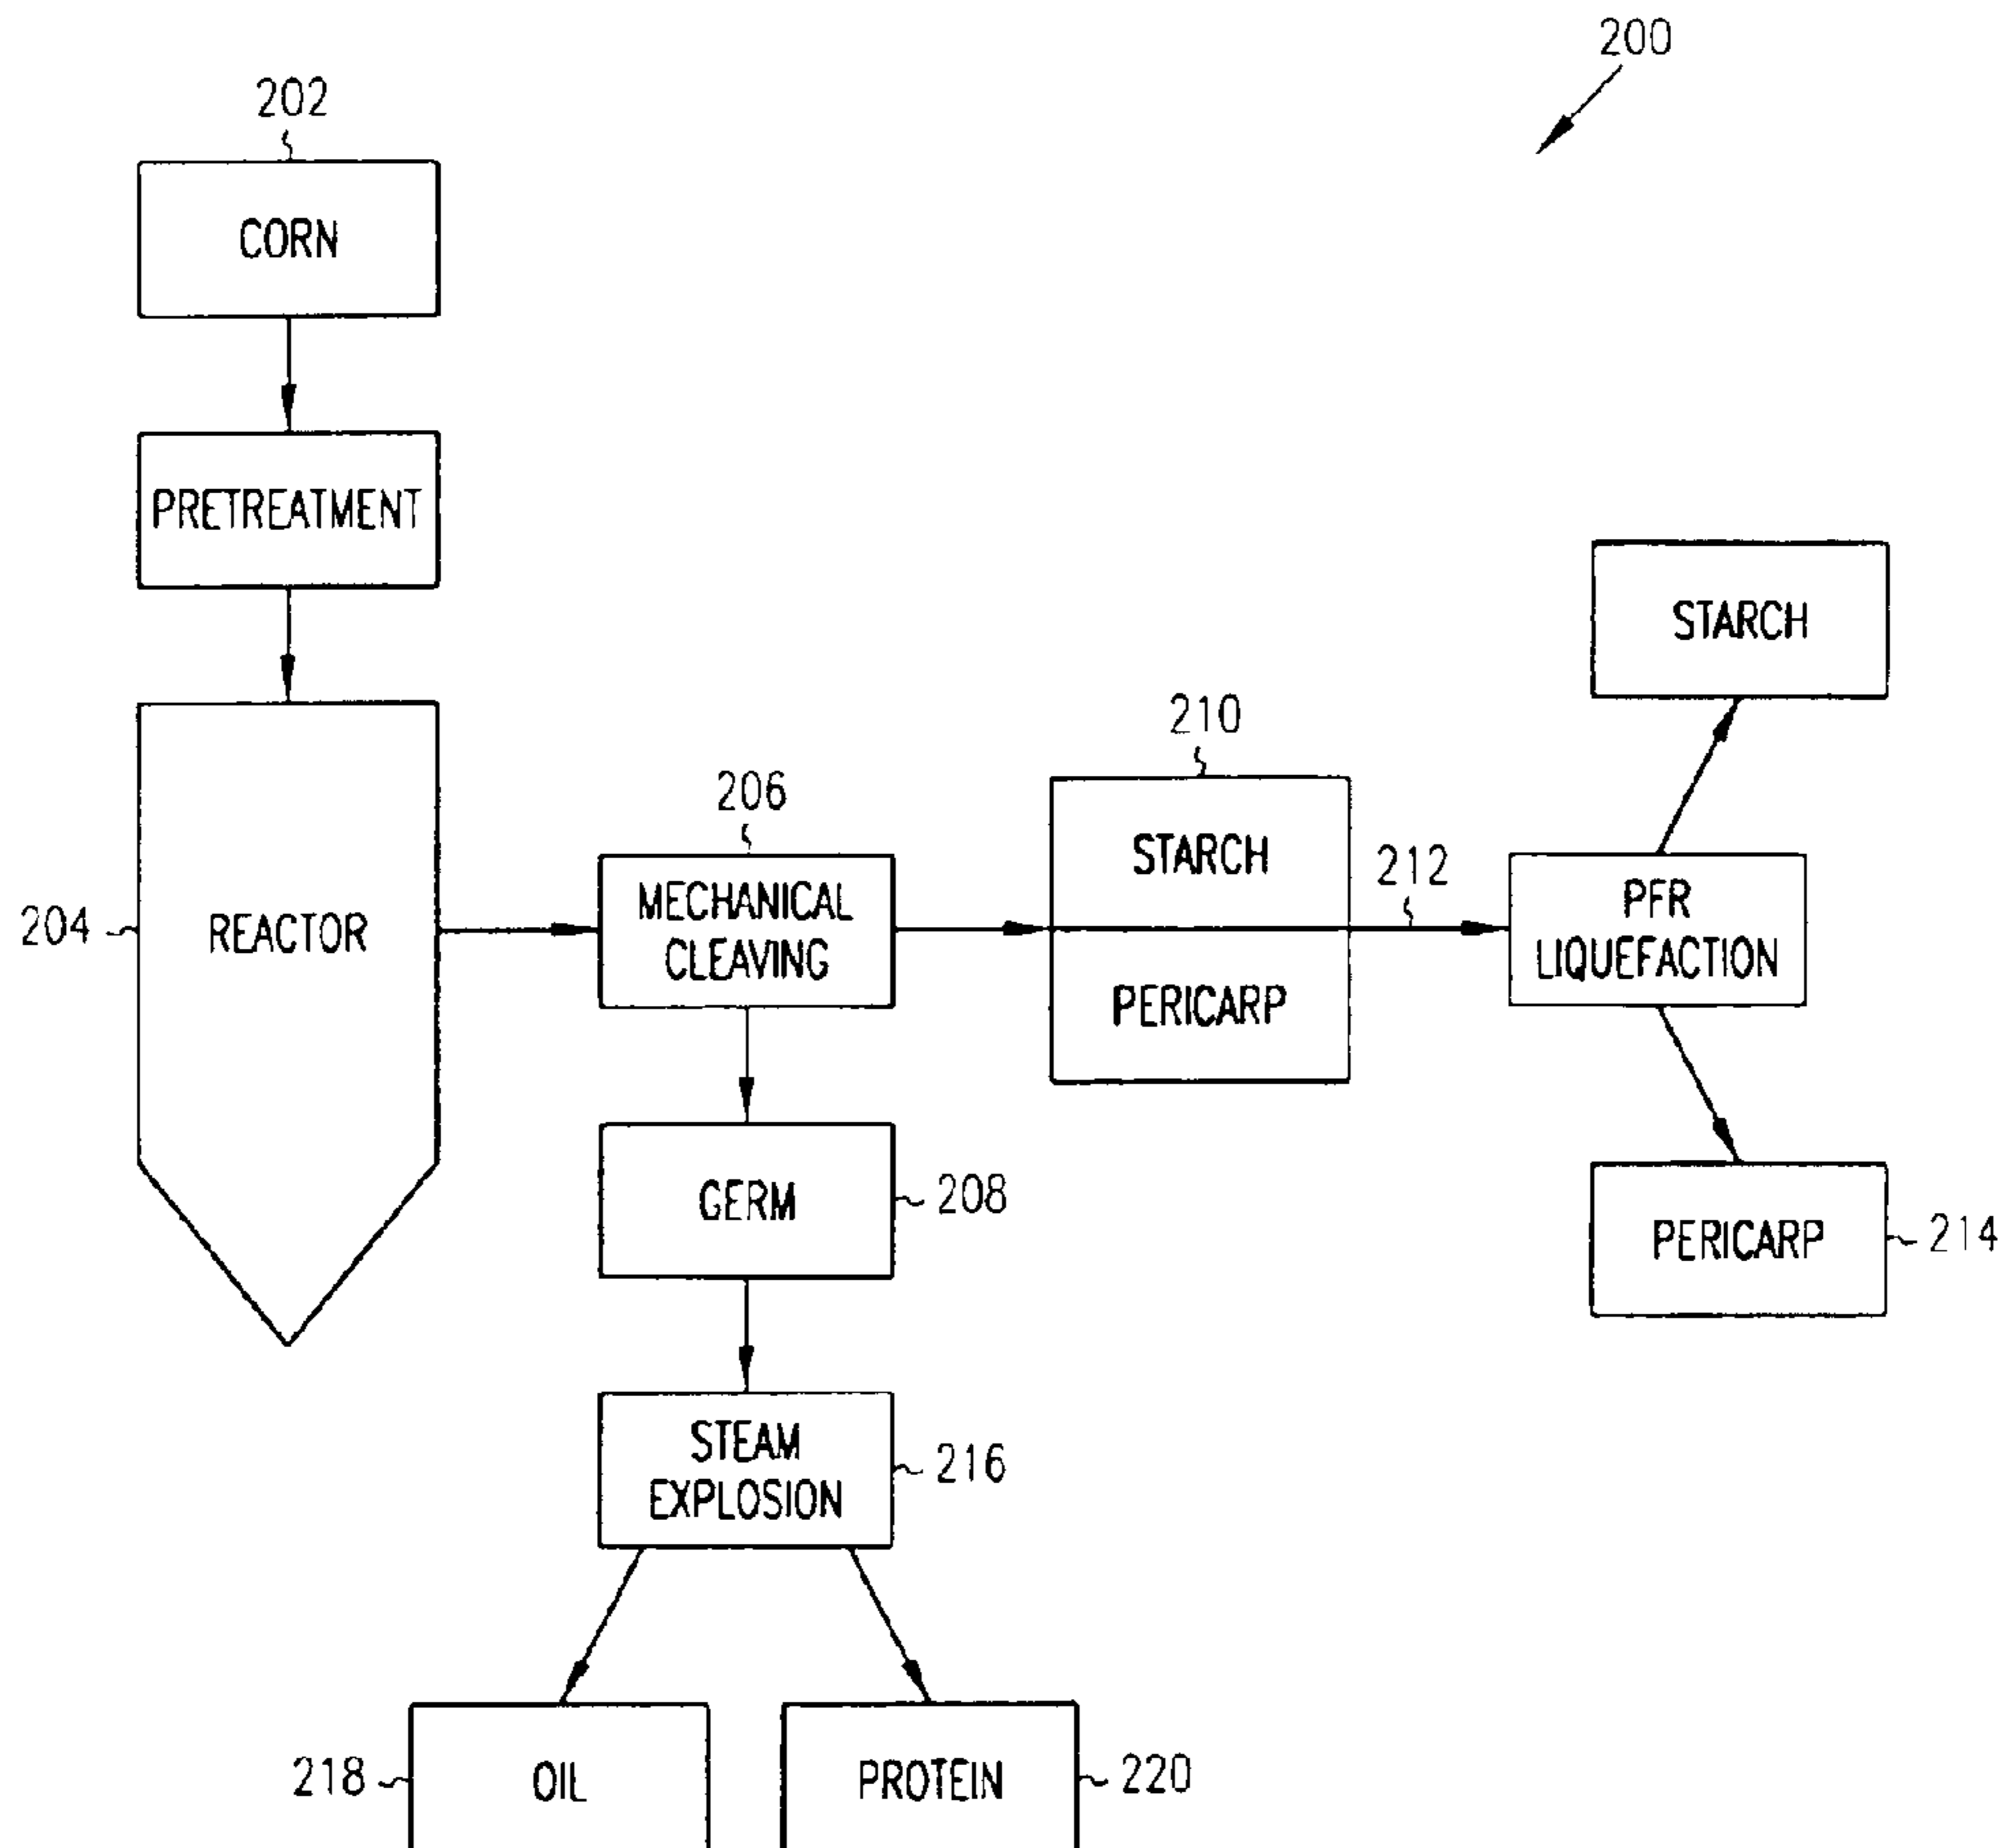 200
202
CORN
PRETREATMENT
204
REACTOR
206
MECHANICAL
CLEAVING
210
STARCH
PERICARP
212
PFR
LIQUEFACTION
STARCH
PERICARP
214
GERM
208
STEAM
EXPLOSION
216
218
OIL
PROTEIN
220